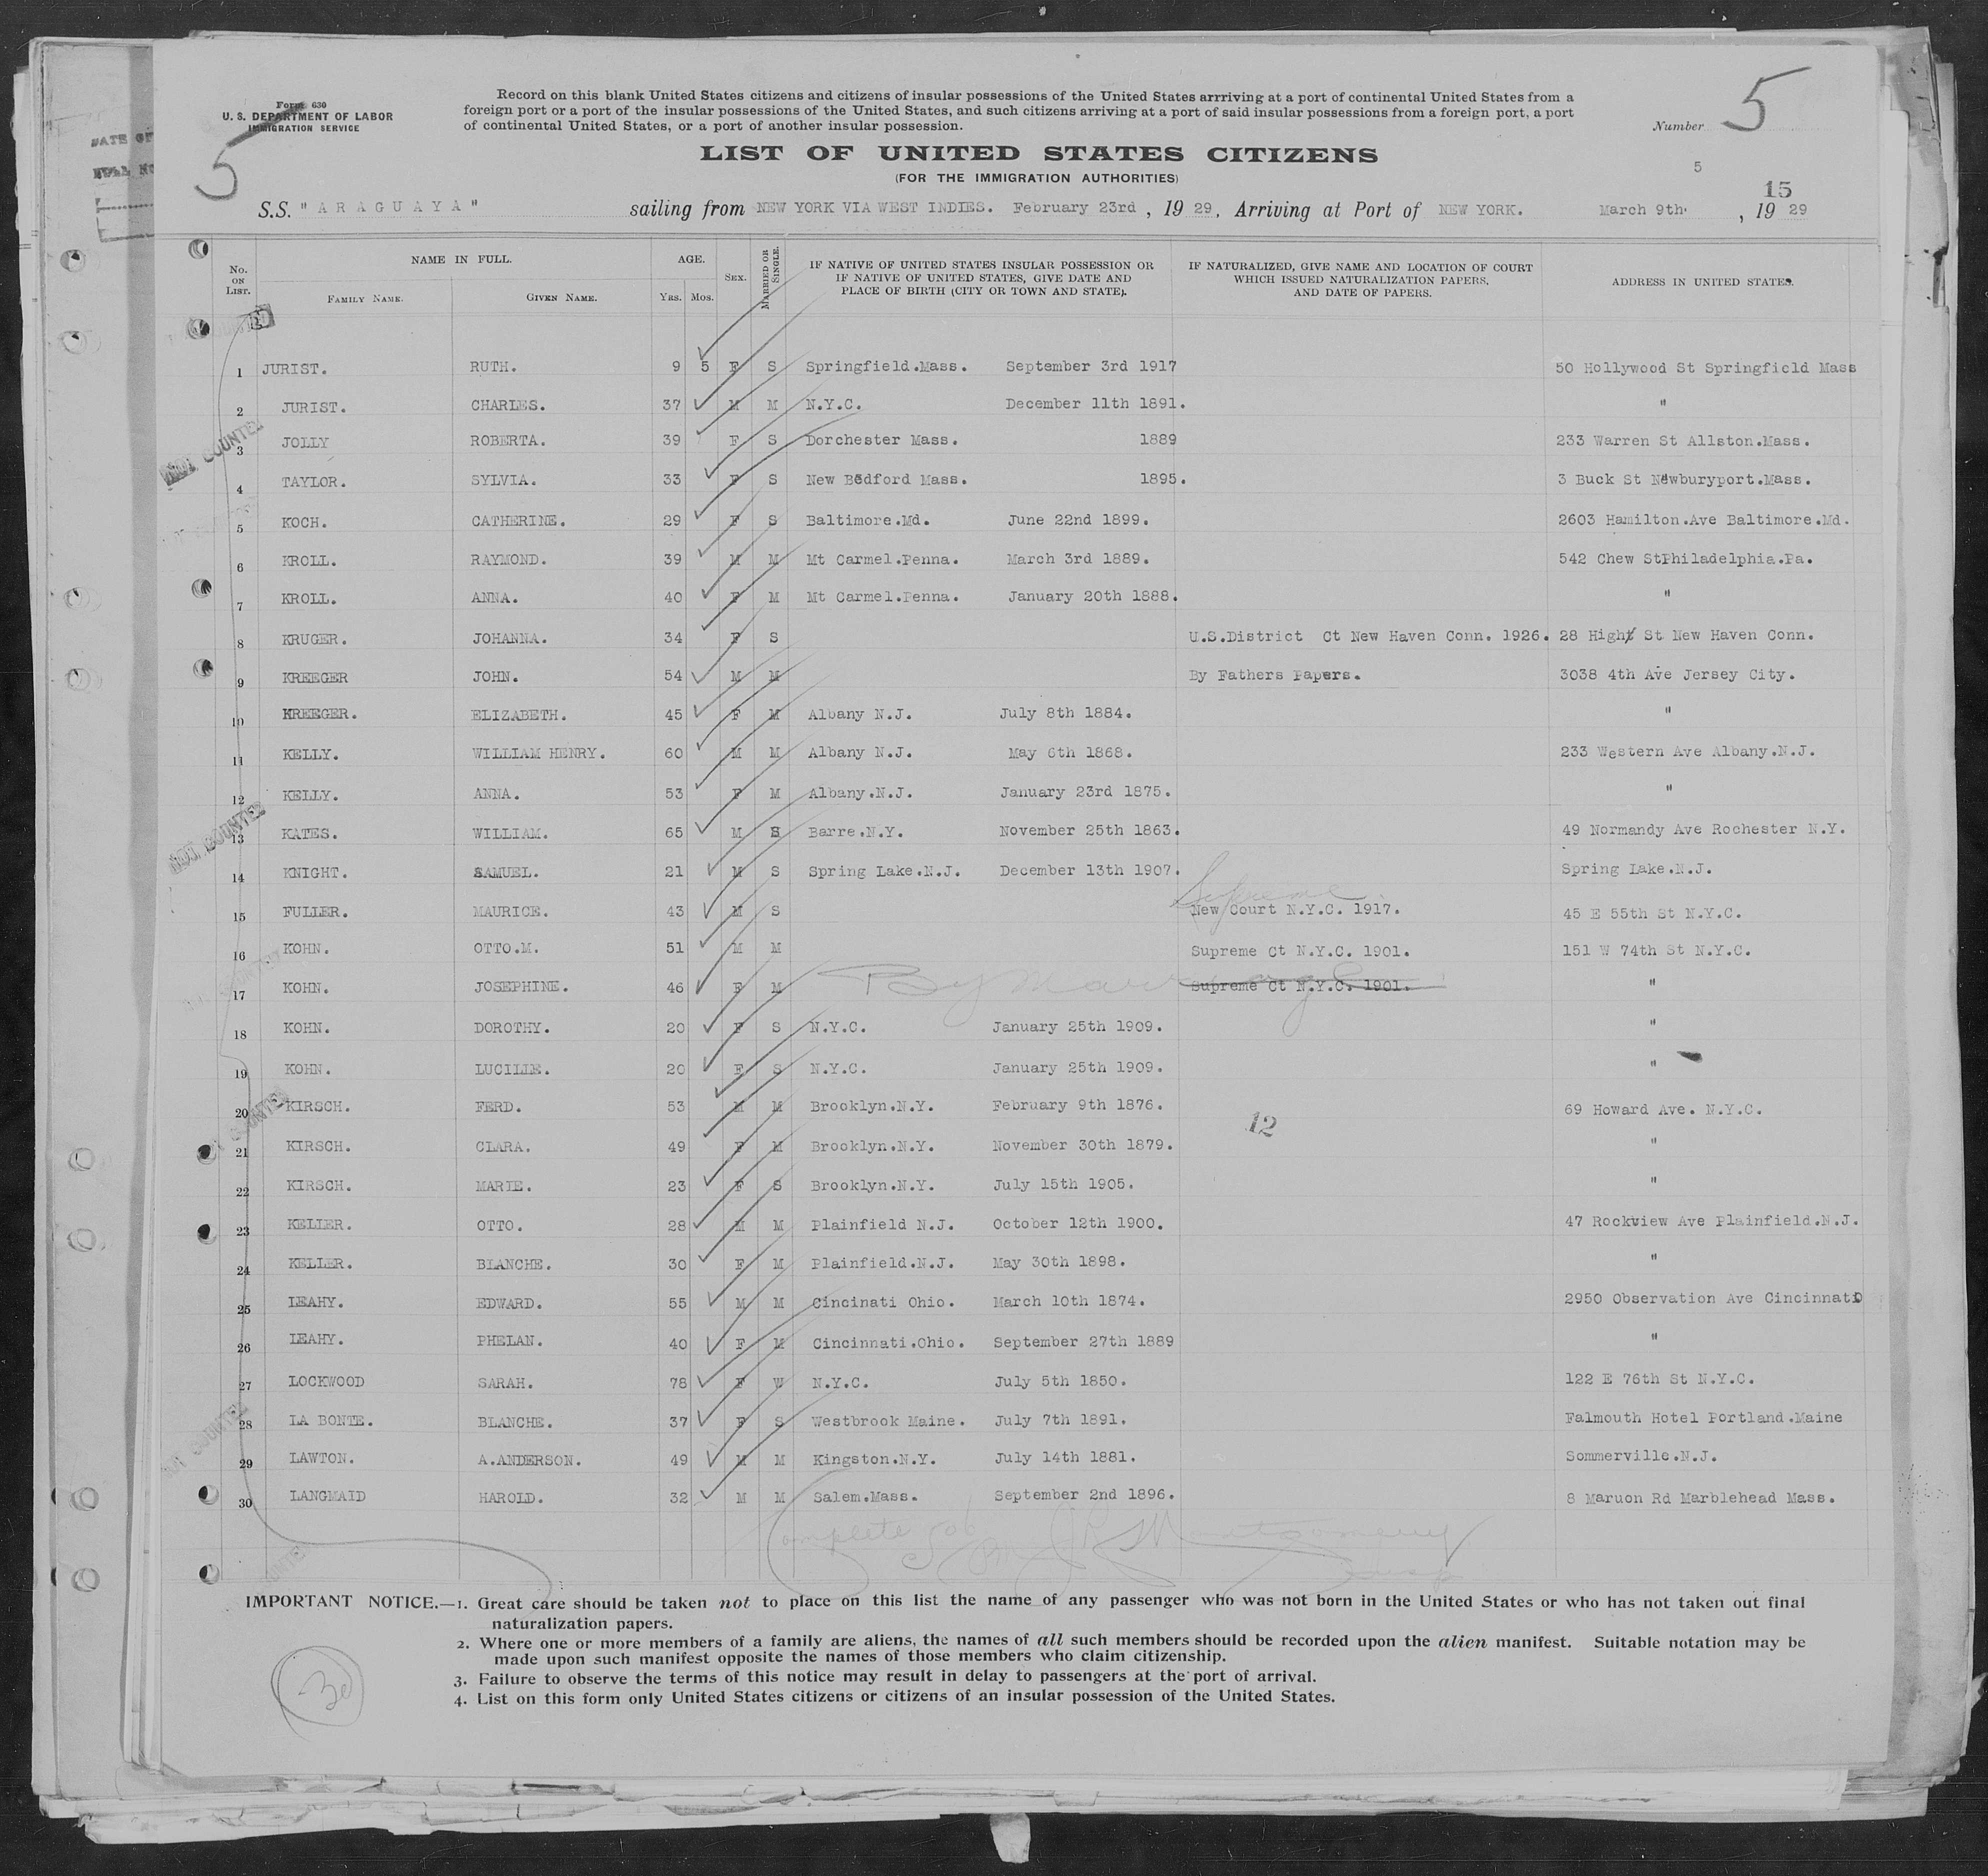 Form 630
U. S. DEPARTMENT OF LABOR
IMMIGRATION SERVICE
5
Record on this blank United States citizens and citizens of insular possessions of the United States arrriving at a port of continental United States from a
foreign port or a port of the insular possessions of the United States, and such citizens arriving at a port of said insular possessions from a foreign port, a port
of continental United States, or a port of another insular possession.
Number 5
LIST OF UNITED STATES CITIZENS
(FOR THE IMMIGRATION AUTHORITIES)
5
15
S.S. "ARAGUAYA" sailing from NEW YORK VIA WEST INDIES. February 23rd, 1929, Arriving at Port of NEW YORK. March 9th, 1929
No. ON LIST. NAME IN FULL. FAMILY NAME. GIVEN NAME. AGE. YRS. MOS. SEX. MARRIED OR SINGLE. IF NATIVE OF UNITED STATES INSULAR POSSESSION OR IF NATIVE OF UNITED STATES, GIVE DATE AND PLACE OF BIRTH (CITY OR TOWN AND STATE). IF NATURALIZED, GIVE NAME AND LOCATION OF COURT WHICH ISSUED NATURALIZATION PAPERS, AND DATE OF PAPERS. ADDRESS IN UNITED STATES.
1 JURIST. RUTH. 9 5 F S Springfield.Mass. September 3rd 1917 50 Hollywood St Springfield Mass
2 JURIST. CHARLES. 37 M M N.Y.C. December 11th 1891. "
3 JOLLY ROBERTA. 39 F S Dorchester Mass. 1889 233 Warren St Allston.Mass.
4 TAYLOR. SYLVIA. 33 F S New Bedford Mass. 1895. 3 Buck St Newburyport.Mass.
5 KOCH. CATHERINE. 29 F S Baltimore.Md. June 22nd 1899. 2603 Hamilton.Ave Baltimore.Md.
6 KROLL. RAYMOND. 39 M M Mt Carmel.Penna. March 3rd 1889. 542 Chew StPhiladelphia.Pa.
7 KROLL. ANNA. 40 F M Mt Carmel.Penna. January 20th 1888. "
8 KRUGER. JOHANNA. 34 F S U.S.District Ct New Haven Conn. 1926. 28 High St New Haven Conn.
9 KREEGER JOHN. 54 M M By Fathers Papers. 3038 4th Ave Jersey City.
10 KREEGER. ELIZABETH. 45 F M Albany N.J. July 8th 1884. "
11 KELLY. WILLIAM HENRY. 60 M M Albany N.J. May 6th 1868. 233 Western Ave Albany.N.J.
12 KELLY. ANNA. 53 F M Albany.N.J. January 23rd 1875. "
13 KATES. WILLIAM. 65 M S Barre.N.Y. November 25th 1863. 49 Normandy Ave Rochester N.Y.
14 KNIGHT. SAMUEL. 21 M S Spring Lake.N.J. December 13th 1907. Spring Lake.N.J.
Supreme
15 FULLER. MAURICE. 43 M S New Court N.Y.C. 1917. 45 E 55th St N.Y.C.
16 KOHN. OTTO.M. 51 M M Supreme Ct N.Y.C. 1901. 151 W 74th St N.Y.C.
17 KOHN. JOSEPHINE. 46 F M By Marriage Supreme Ct N.Y.C. 1901. "
18 KOHN. DOROTHY. 20 F S N.Y.C. January 25th 1909. "
19 KOHN. LUCILLE. 20 F S N.Y.C. January 25th 1909. "
20 KIRSCH. FERD. 53 M M Brooklyn.N.Y. February 9th 1876. 69 Howard Ave. N.Y.C.
12
21 KIRSCH. CLARA. 49 F M Brooklyn.N.Y. November 30th 1879. "
22 KIRSCH. MARIE. 23 F S Brooklyn.N.Y. July 15th 1905. "
23 KELLER. OTTO. 28 M M Plainfield N.J. October 12th 1900. 47 Rockview Ave Plainfield.N.J.
24 KELLER. BLANCHE. 30 F M Plainfield.N.J. May 30th 1898. "
25 LEAHY. EDWARD. 55 M M Cincinati Ohio. March 10th 1874. 2950 Observation Ave Cincinnati
26 LEAHY. PHELAN. 40 F M Cincinnati.Ohio. September 27th 1889 "
27 LOCKWOOD SARAH. 78 F W N.Y.C. July 5th 1850. 122 E 76th St N.Y.C.
28 LA BONTE. BLANCHE. 37 F S Westbrook Maine. July 7th 1891. Falmouth Hotel Portland.Maine
29 LAWTON. A.ANDERSON. 49 M M Kingston.N.Y. July 14th 1881. Sommerville.N.J.
30 LANGMAID HAROLD. 32 M M Salem.Mass. September 2nd 1896. 8 Maruon Rd Marblehead Mass.
Complete JR Montgomery
Insp
IMPORTANT NOTICE.—1. Great care should be taken not to place on this list the name of any passenger who was not born in the United States or who has not taken out final
naturalization papers.
2. Where one or more members of a family are aliens, the names of all such members should be recorded upon the alien manifest. Suitable notation may be
made upon such manifest opposite the names of those members who claim citizenship.
3. Failure to observe the terms of this notice may result in delay to passengers at the port of arrival.
4. List on this form only United States citizens or citizens of an insular possession of the United States.
30